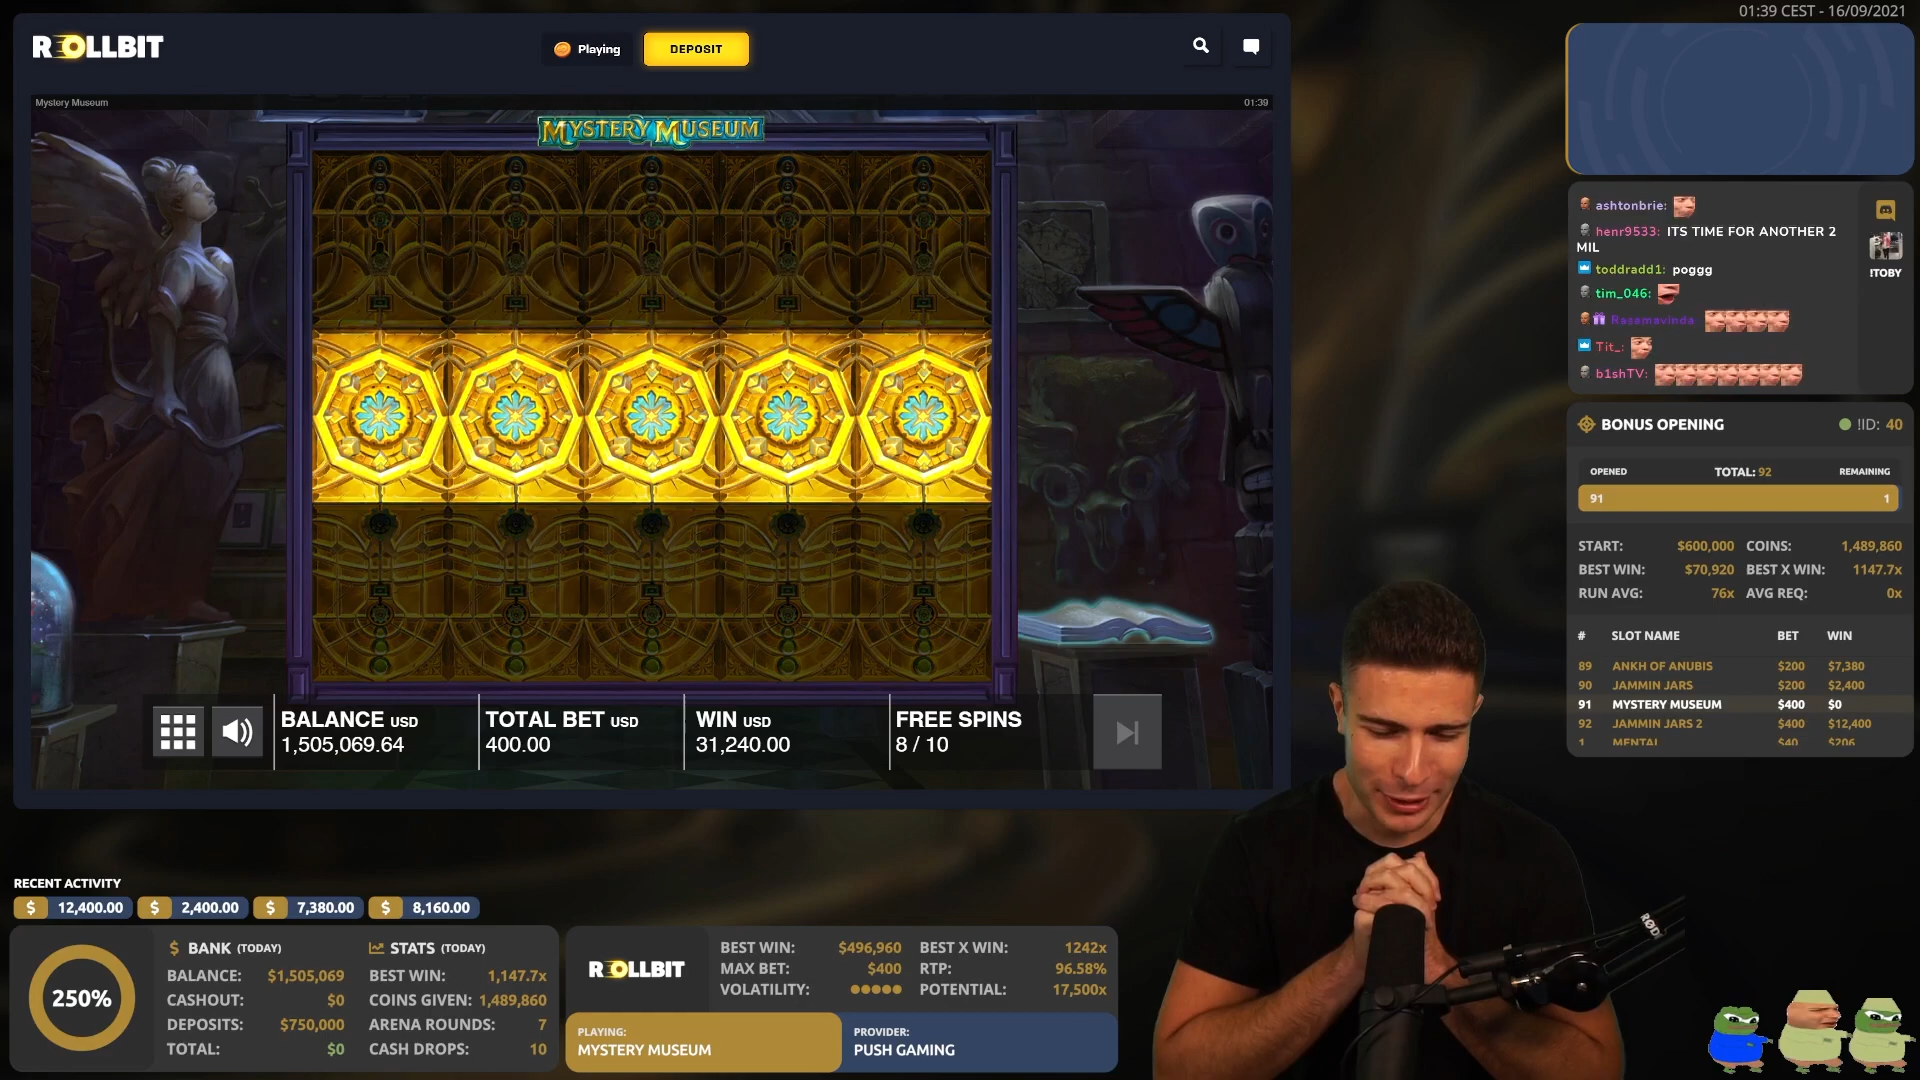 01:39 CEST - 16/09/2021
ROLLBIT
Playing
DEPOSIT
Mystery Museum
01:39
MYSTERY MUSEUM
BALANCE USD
1,505,069.64
TOTAL BET USD
400.00
WIN USD
31,240.00
FREE SPINS
8 / 10
ashtonbrie:
henr9533: ITS TIME FOR ANOTHER 2
MIL
toddradd1: poggg
tim_046:
Rasamavinda
Tit_:
b1shTV:
!TOBY
BONUS OPENING
!ID: 40
OPENED TOTAL: 92 REMAINING
91 1
START: $600,000 COINS: 1,489,860
BEST WIN: $70,920 BEST X WIN: 1147.7x
RUN AVG: 76x AVG REQ: 0x
# SLOT NAME BET WIN
89 ANKH OF ANUBIS $200 $7,380
90 JAMMIN JARS $200 $2,400
91 MYSTERY MUSEUM $400 $0
92 JAMMIN JARS 2 $400 $12,400
1 MENTAL $40 $206
RECENT ACTIVITY
$ 12,400.00 $ 2,400.00 $ 7,380.00 $ 8,160.00
250%
$ BANK (TODAY)
BALANCE: $1,505,069
CASHOUT: $0
DEPOSITS: $750,000
TOTAL: $0
STATS (TODAY)
BEST WIN: 1,147.7x
COINS GIVEN: 1,489,860
ARENA ROUNDS: 7
CASH DROPS: 10
ROLLBIT
BEST WIN: $496,960 BEST X WIN: 1242x
MAX BET: $400 RTP: 96.58%
VOLATILITY: POTENTIAL: 17,500x
PLAYING:
MYSTERY MUSEUM
PROVIDER:
PUSH GAMING
RØDE